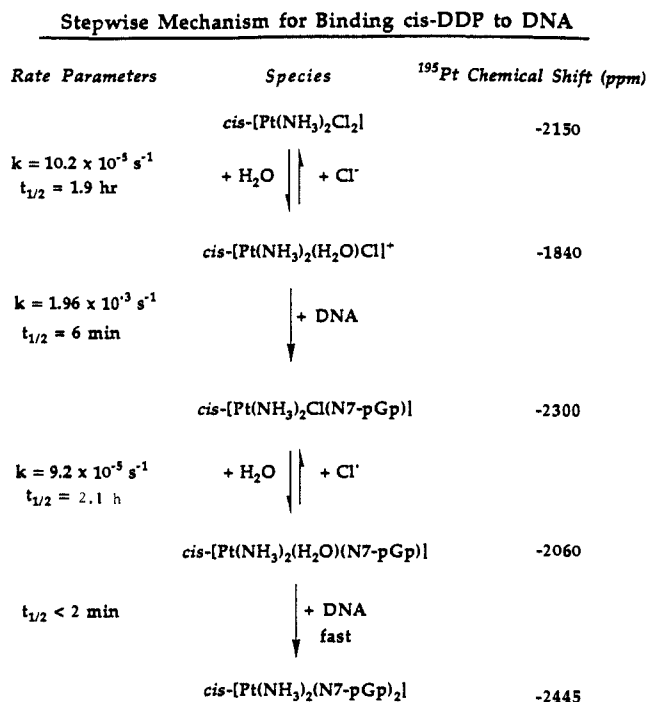 Stepwise Mechanism for Binding cis-DDP to DNA
Rate Parameters Species ¹⁹⁵Pt Chemical Shift (ppm)
cis-[Pt(NH₃)₂Cl₂] -2150
k = 10.2 x 10⁻⁵ s⁻¹
t₁/₂ = 1.9 hr
+ H₂O + Cl⁻
cis-[Pt(NH₃)₂(H₂O)Cl]⁺ -1840
k = 1.96 x 10⁻³ s⁻¹
t₁/₂ = 6 min
+ DNA
cis-[Pt(NH₃)₂Cl(N7-pGp)] -2300
k = 9.2 x 10⁻⁵ s⁻¹
t₁/₂ = 2.1 h
+ H₂O + Cl⁻
cis-[Pt(NH₃)₂(H₂O)(N7-pGp)] -2060
t₁/₂ < 2 min
+ DNA
fast
cis-[Pt(NH₃)₂(N7-pGp)₂] -2445